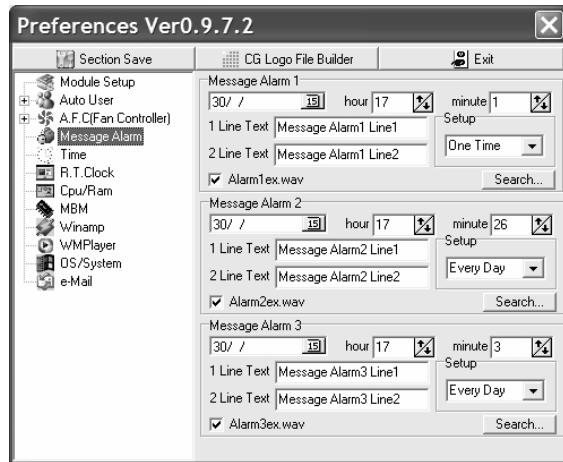 Preferences Ver0.9.7.2
Section Save
CG Logo File Builder
Exit
Module Setup
Auto User
A.F.C(Fan Controller)
Message Alarm
Time
R.T.Clock
Cpu/Ram
MBM
Winamp
WMPlayer
OS/System
e-Mail
Message Alarm 1
30/ / 15 hour 17 minute 1
1 Line Text Message Alarm1 Line1
2 Line Text Message Alarm1 Line2
Setup
One Time
Alarm1ex.wav
Search...
Message Alarm 2
30/ / 15 hour 17 minute 26
1 Line Text Message Alarm2 Line1
2 Line Text Message Alarm2 Line2
Setup
Every Day
Alarm2ex.wav
Search...
Message Alarm 3
30/ / 15 hour 17 minute 3
1 Line Text Message Alarm3 Line1
2 Line Text Message Alarm3 Line2
Setup
Every Day
Alarm3ex.wav
Search...